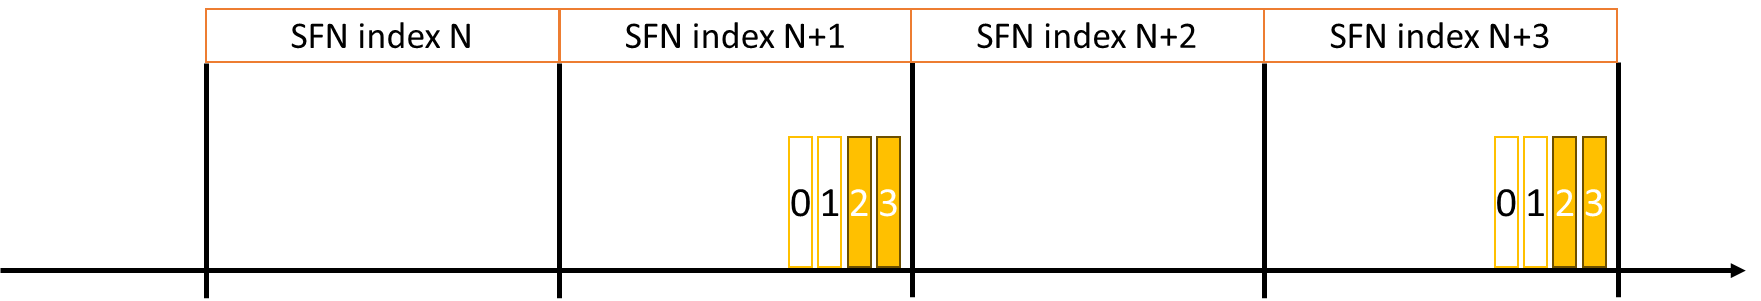 SFN index N SFN index N+1 SFN index N+2 SFN index N+3
0 1 2 3 0 1 2 3